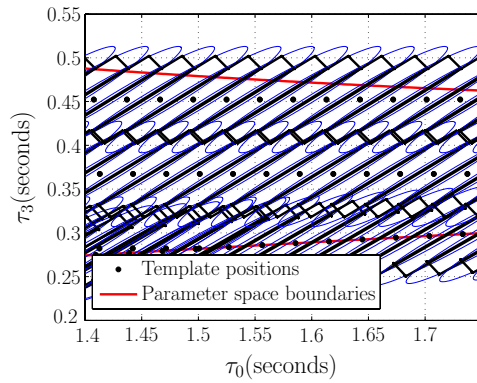 0.55
0.5
0.45
0.4
0.35
0.3
0.25
0.2
τ3(seconds)
Template positions
Parameter space boundaries
1.4 1.45 1.5 1.55 1.6 1.65 1.7
τ0(seconds)